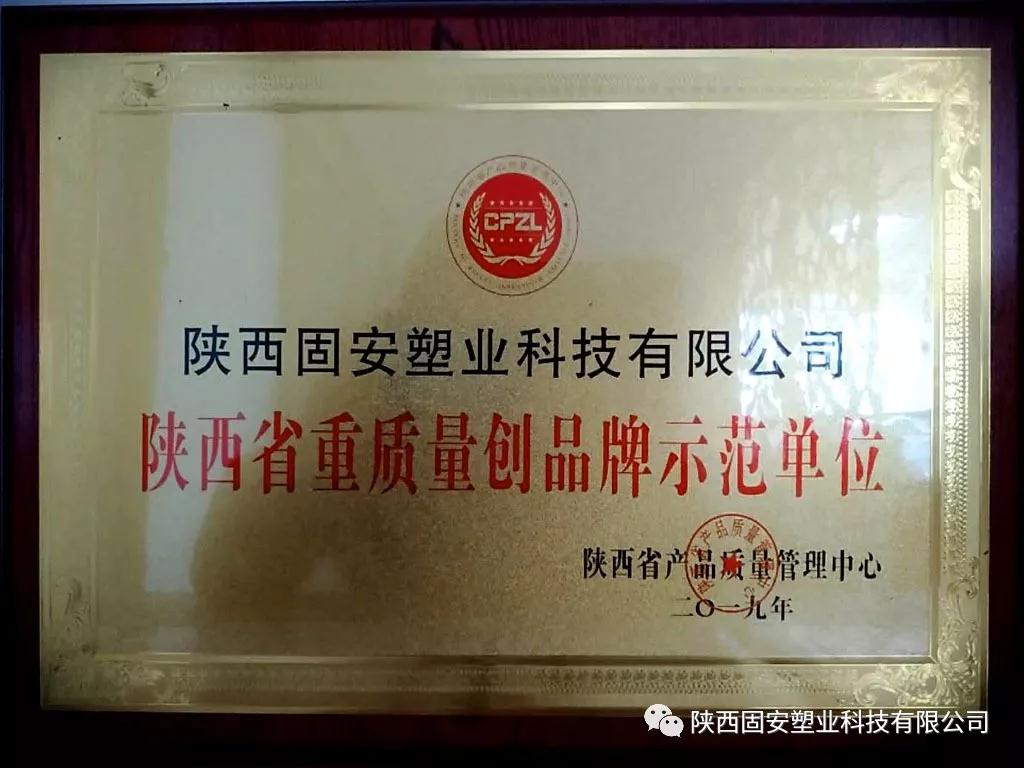 CPZL
陕西固安塑业科技有限公司
陕西省重质量创品牌示范单位
陕西省产品质量管理中心
二〇一九年
陕西固安塑业科技有限公司